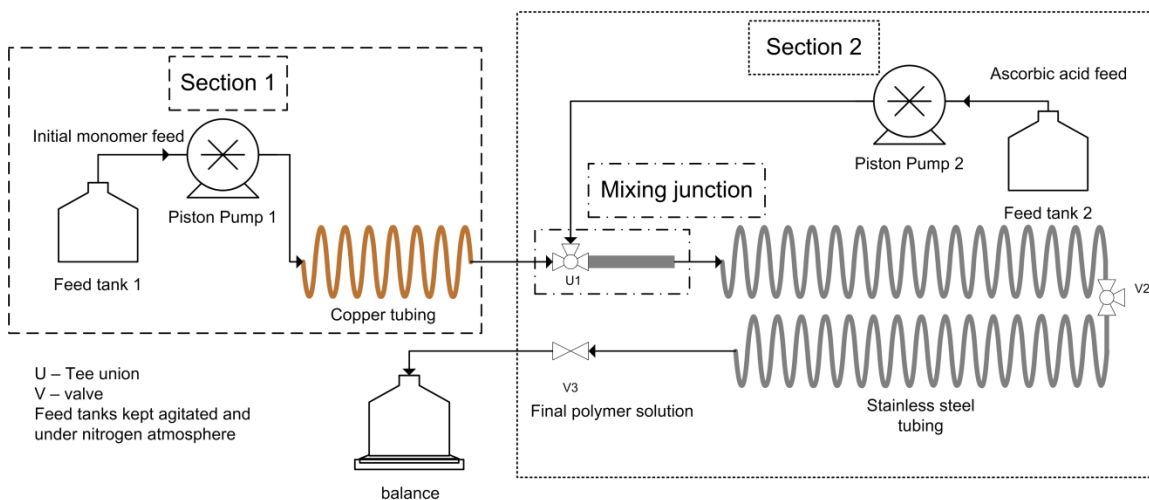 Section 1
Initial monomer feed
Piston Pump 1
Feed tank 1
Copper tubing
Section 2
Ascorbic acid feed
Piston Pump 2
Mixing junction
Feed tank 2
U1
V2
U – Tee union
V – valve
Feed tanks kept agitated and
under nitrogen atmosphere
V3
Final polymer solution
Stainless steel
tubing
balance